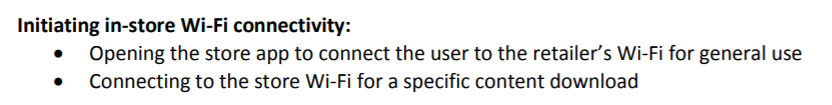 Initiating in-store Wi-Fi connectivity:
• Opening the store app to connect the user to the retailer’s Wi-Fi for general use
• Connecting to the store Wi-Fi for a specific content download